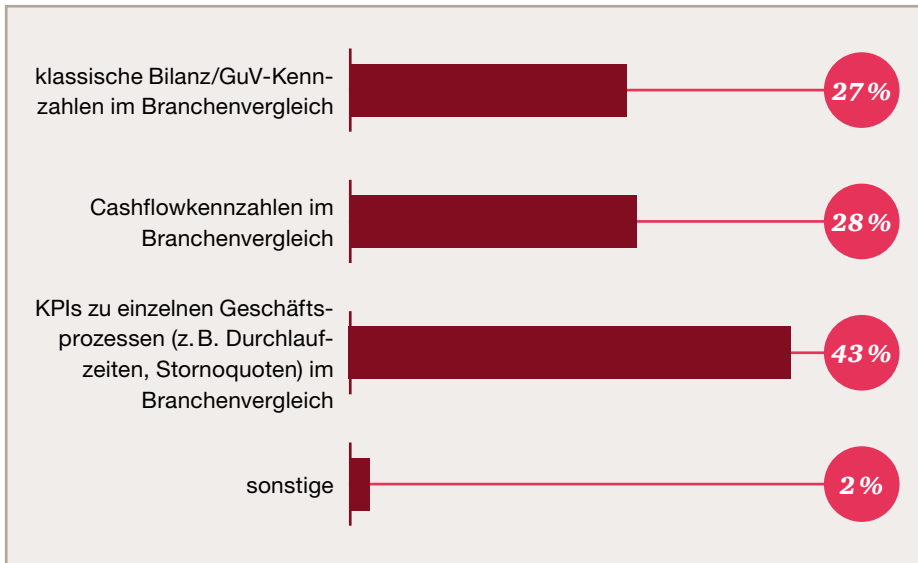 klassische Bilanz/GuV-Kenn-
zahlen im Branchenvergleich
27 %
Cashflowkennzahlen im
Branchenvergleich
28 %
KPIs zu einzelnen Geschäfts-
prozessen (z. B. Durchlauf-
zeiten, Stornoquoten) im
Branchenvergleich
43 %
sonstige
2 %